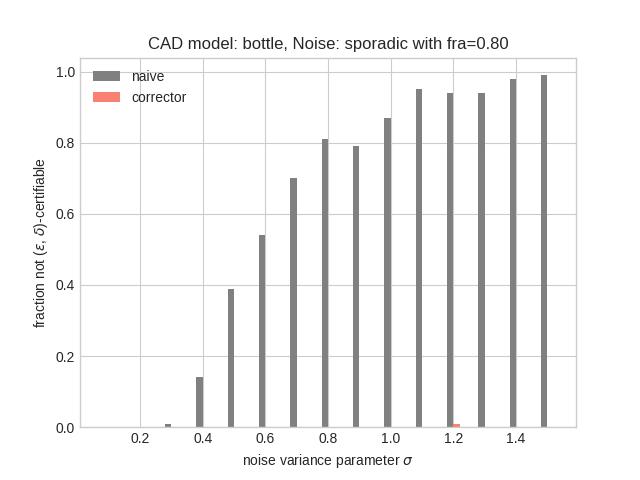 CAD model: bottle, Noise: sporadic with fra=0.80
naive
corrector
fraction not (ε, δ)-certifiable
1.0
0.8
0.6
0.4
0.2
0.0
0.2 0.4 0.6 0.8 1.0 1.2 1.4
noise variance parameter σ